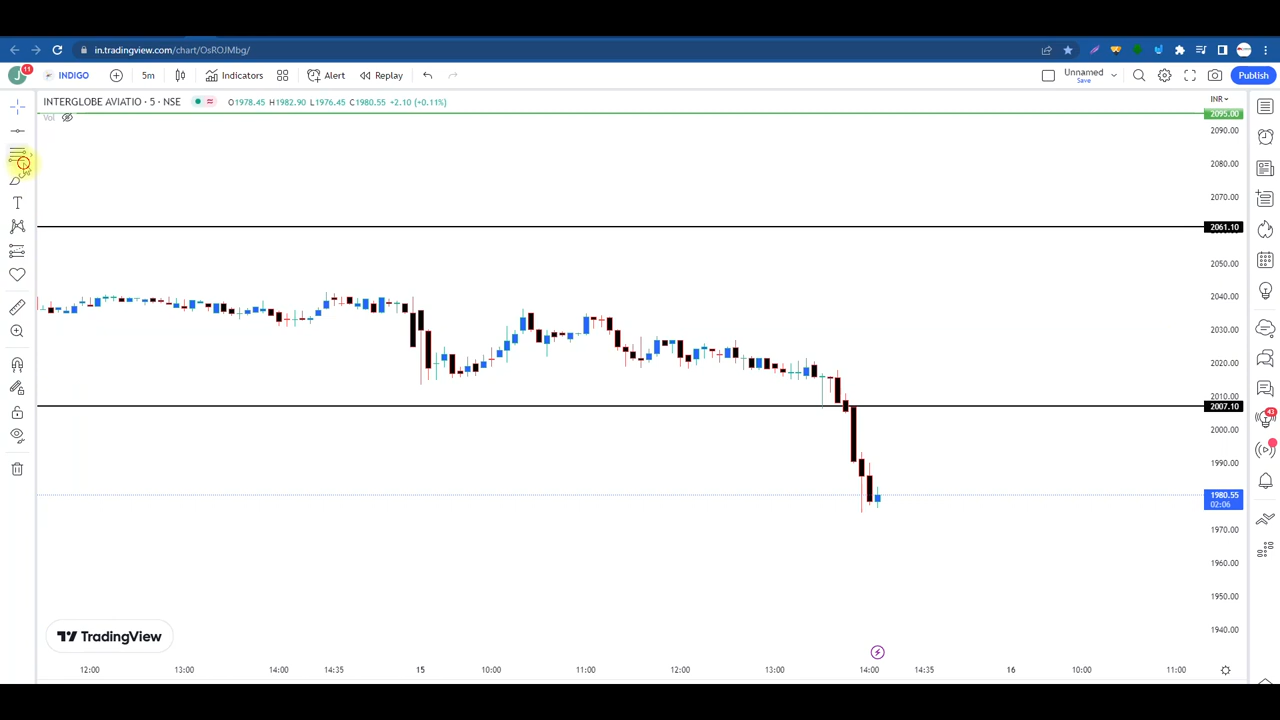 in.tradingview.com/chart/OsROJMbg/
11
INDIGO
5m
Indicators
Alert
Replay
Unnamed
Save
Publish
INTERGLOBE AVIATIO · 5 · NSE
O1978.45 H1982.90 L1976.45 C1980.55 +2.10 (+0.11%)
INR
Vol
2095.00
2090.00
2080.00
2070.00
2061.10
2050.00
2040.00
2030.00
2020.00
2010.00
2007.10
2000.00
1990.00
1980.55
02:06
1970.00
1960.00
1950.00
1940.00
43
T
TradingView
12:00 13:00 14:00 14:35 15 10:00 11:00 12:00 13:00 14:00 14:35 16 10:00 11:00